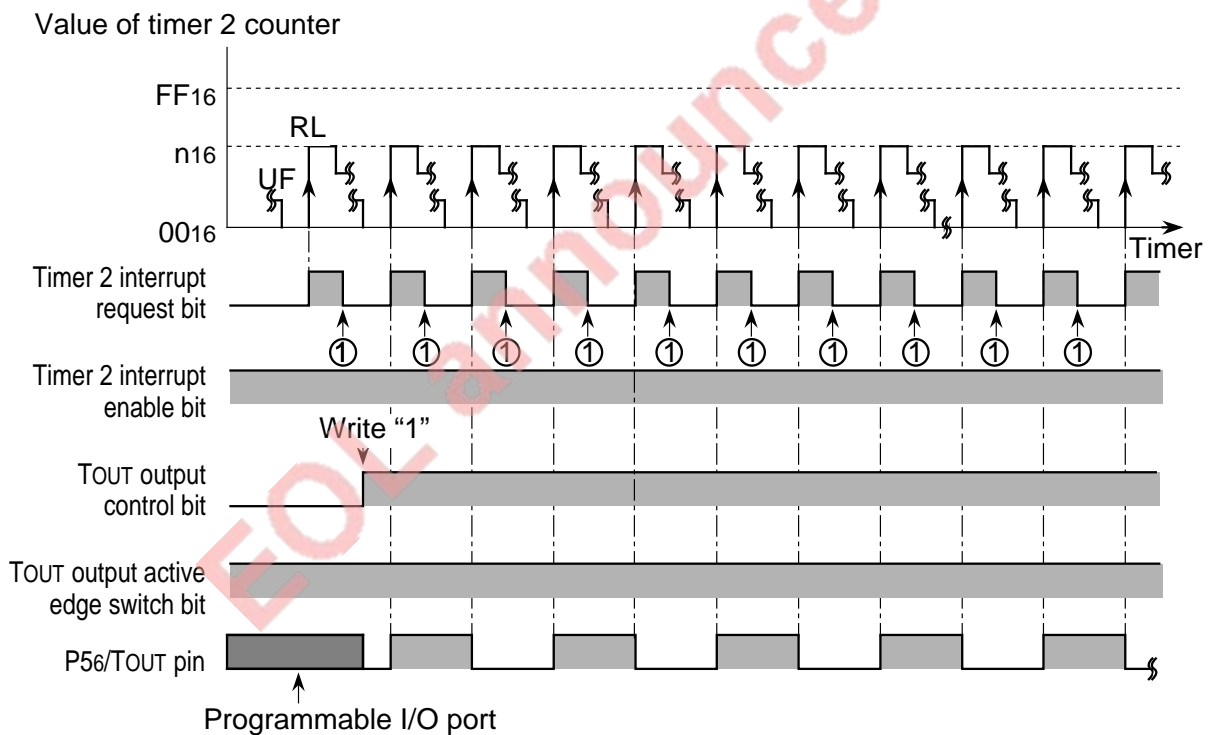 Value of timer 2 counter
FF16
RL
n16
UF
0016
Timer
Timer 2 interrupt
request bit
① ① ① ① ① ① ① ① ① ①
Timer 2 interrupt
enable bit
Write “1”
TOUT output
control bit
TOUT output active
edge switch bit
P56/TOUT pin
Programmable I/O port
EOL announce